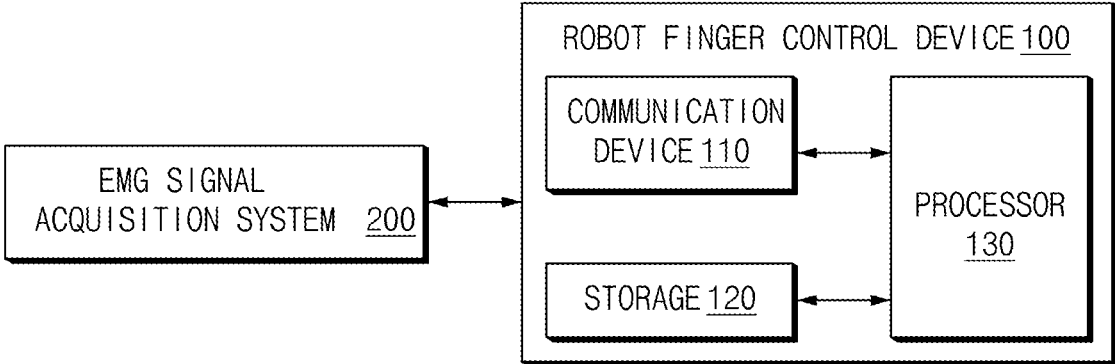 ROBOT FINGER CONTROL DEVICE 100
COMMUNICATION
DEVICE 110
EMG SIGNAL
ACQUISITION SYSTEM 200
PROCESSOR
130
STORAGE 120